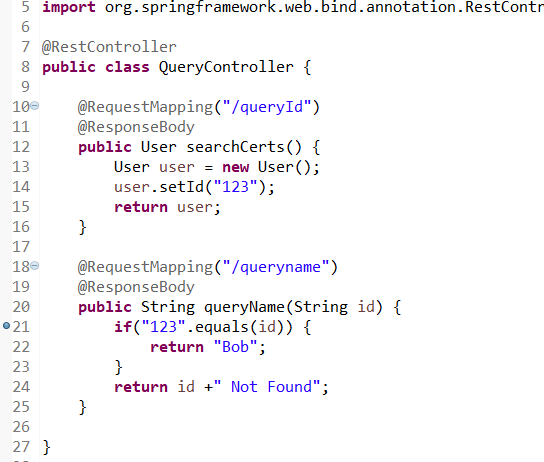 5 import org.springframework.web.bind.annotation.RestContr
6
7 @RestController
8 public class QueryController {
9
10 @RequestMapping("/queryId")
11 @ResponseBody
12 public User searchCerts() {
13 User user = new User();
14 user.setId("123");
15 return user;
16 }
17
18 @RequestMapping("/queryname")
19 @ResponseBody
20 public String queryName(String id) {
21 if("123".equals(id)) {
22 return "Bob";
23 }
24 return id +" Not Found";
25 }
26
27 }